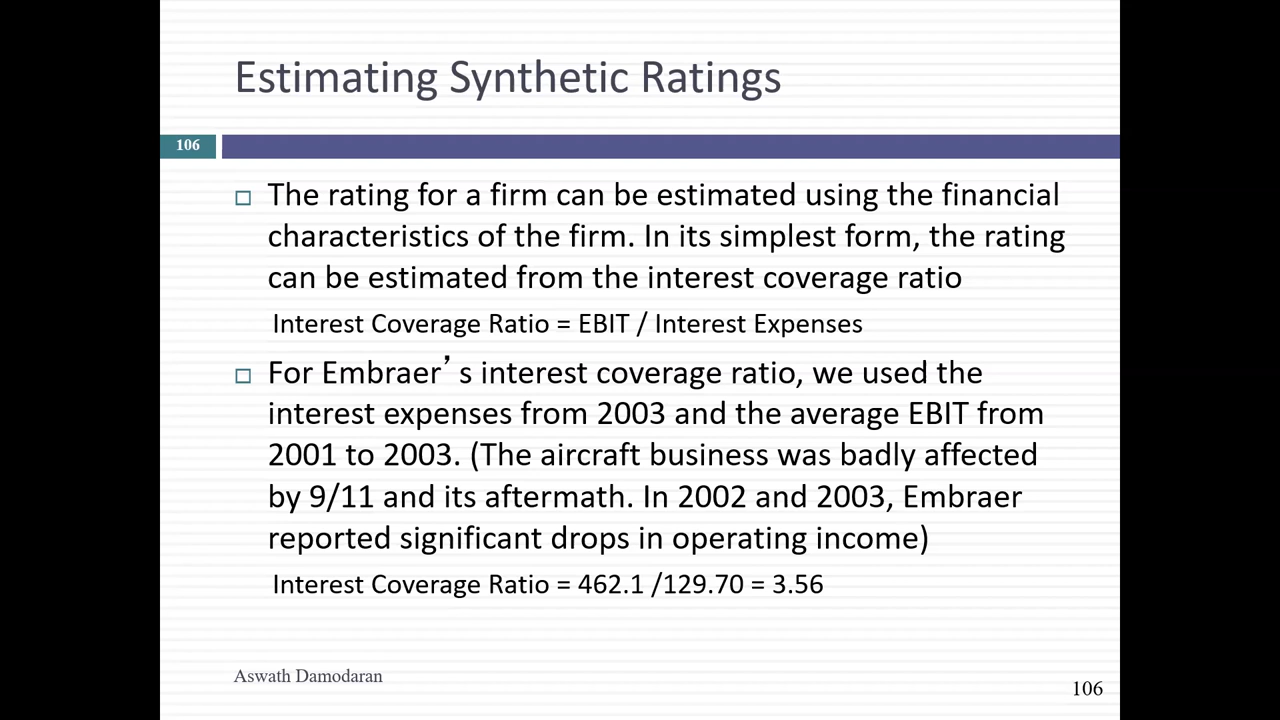 Estimating Synthetic Ratings
106
The rating for a firm can be estimated using the financial
characteristics of the firm. In its simplest form, the rating
can be estimated from the interest coverage ratio
Interest Coverage Ratio = EBIT / Interest Expenses
For Embraer’s interest coverage ratio, we used the
interest expenses from 2003 and the average EBIT from
2001 to 2003. (The aircraft business was badly affected
by 9/11 and its aftermath. In 2002 and 2003, Embraer
reported significant drops in operating income)
Interest Coverage Ratio = 462.1 /129.70 = 3.56
Aswath Damodaran
106